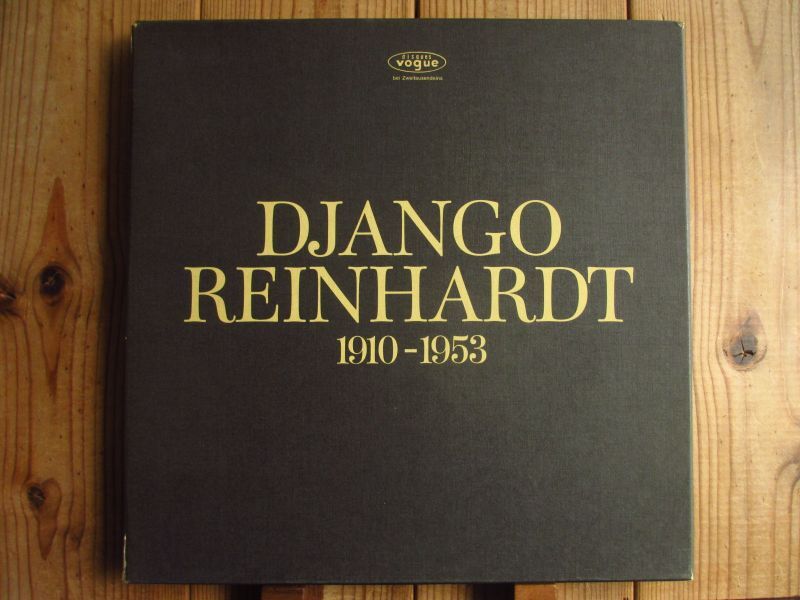 disques
vogue
bei Zweitausendeins
DJANGO
REINHARDT
1910-1953